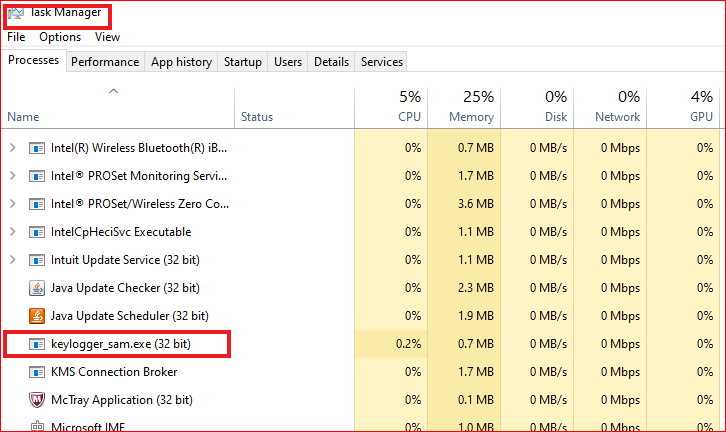 Task Manager
File Options View
Processes Performance App history Startup Users Details Services
5% 25% 0% 0% 4%
Name Status CPU Memory Disk Network GPU
Intel(R) Wireless Bluetooth(R) iB... 0% 0.7 MB 0 MB/s 0 Mbps 0%
Intel® PROSet Monitoring Servi... 0% 1.7 MB 0 MB/s 0 Mbps 0%
Intel® PROSet/Wireless Zero Co... 0% 3.6 MB 0 MB/s 0 Mbps 0%
IntelCpHeciSvc Executable 0% 1.1 MB 0 MB/s 0 Mbps 0%
Intuit Update Service (32 bit) 0% 1.1 MB 0 MB/s 0 Mbps 0%
Java Update Checker (32 bit) 0% 2.3 MB 0 MB/s 0 Mbps 0%
Java Update Scheduler (32 bit) 0% 1.9 MB 0 MB/s 0 Mbps 0%
keylogger_sam.exe (32 bit) 0.2% 0.7 MB 0 MB/s 0 Mbps 0%
KMS Connection Broker 0% 1.7 MB 0 MB/s 0 Mbps 0%
McTray Application (32 bit) 0% 0.1 MB 0 MB/s 0 Mbps 0%
Microsoft IME 0% 1.0 MB 0 MB/s 0 Mbps 0%